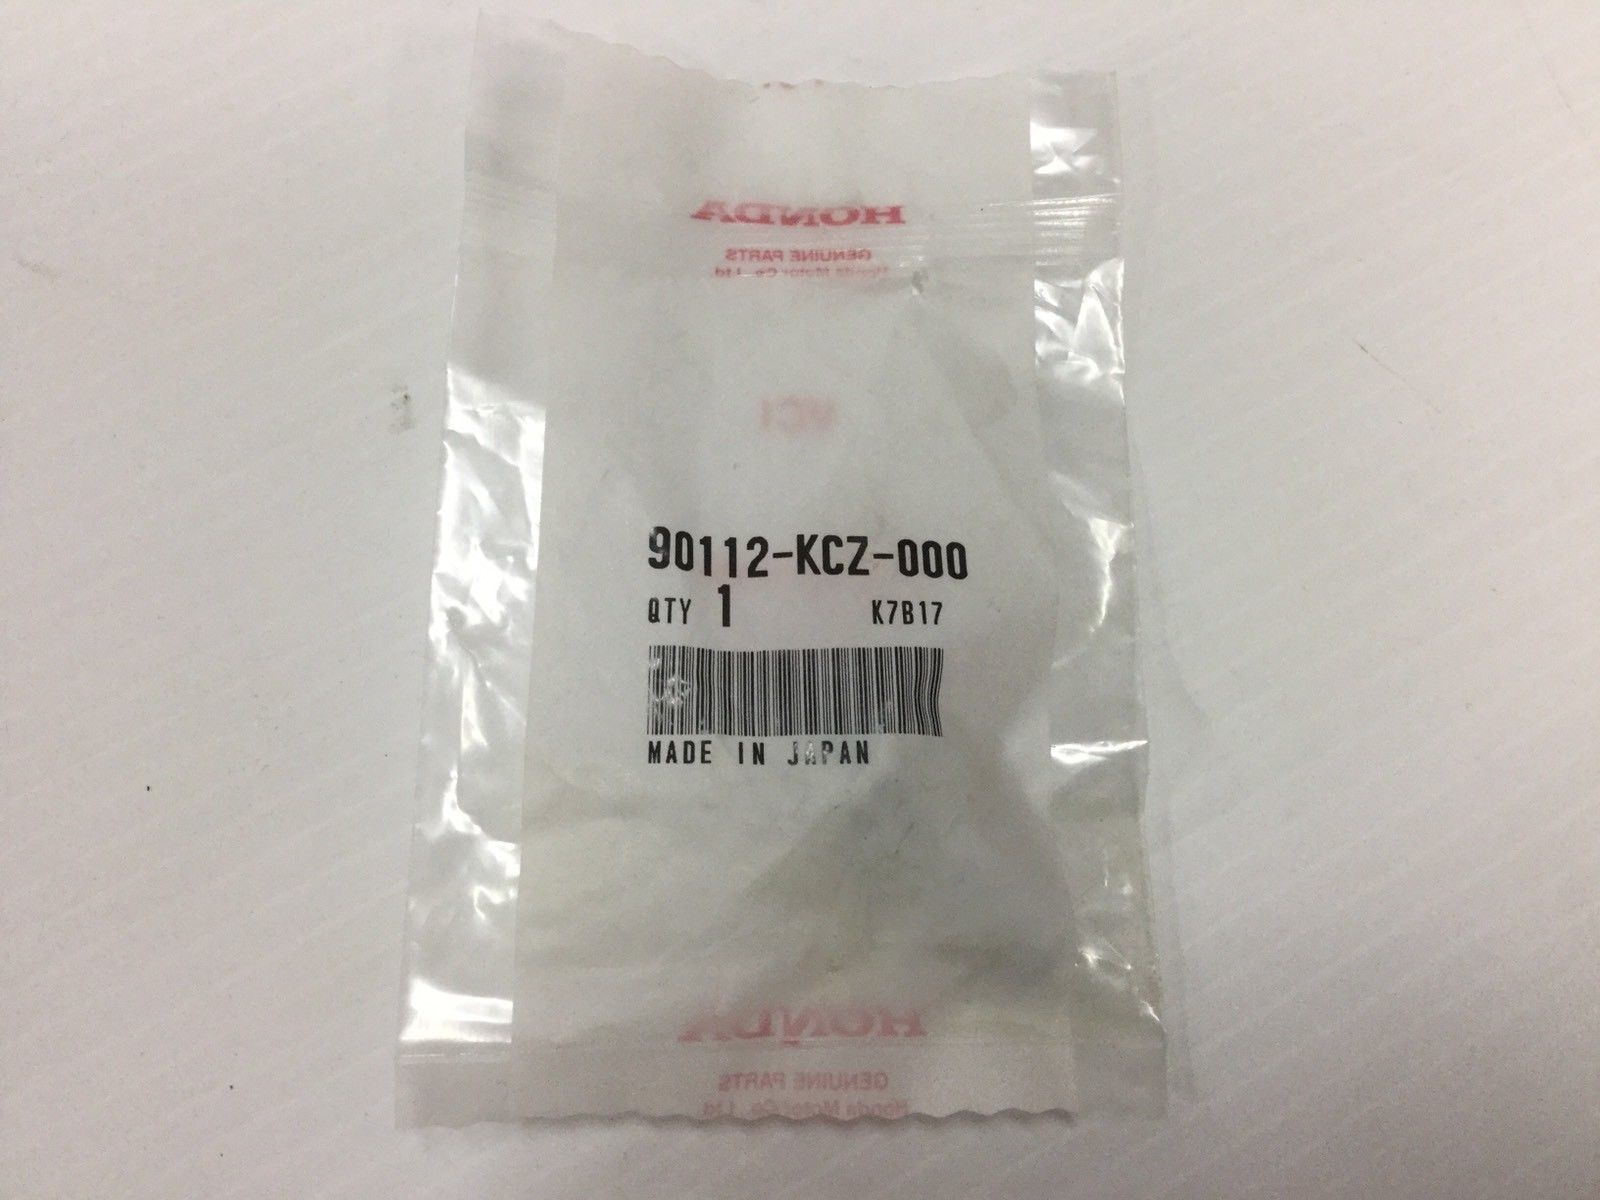 HONDA
GENUINE PARTS
Honda Motor Co., Ltd.
VCI
90112-KCZ-000
QTY 1 K7B17
MADE IN JAPAN
HONDA
GENUINE PARTS
Honda Motor Co., Ltd.